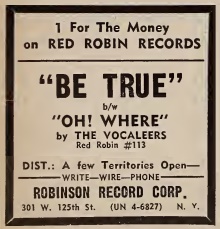 1 For The Money
on RED ROBIN RECORDS
"BE TRUE"
b/w
"OH! WHERE"
by THE VOCALEERS
Red Robin #113
DIST.: A few Territories Open—
—WRITE—WIRE—PHONE—
ROBINSON RECORD CORP.
301 W. 125th St. (UN 4-6827) N. Y.